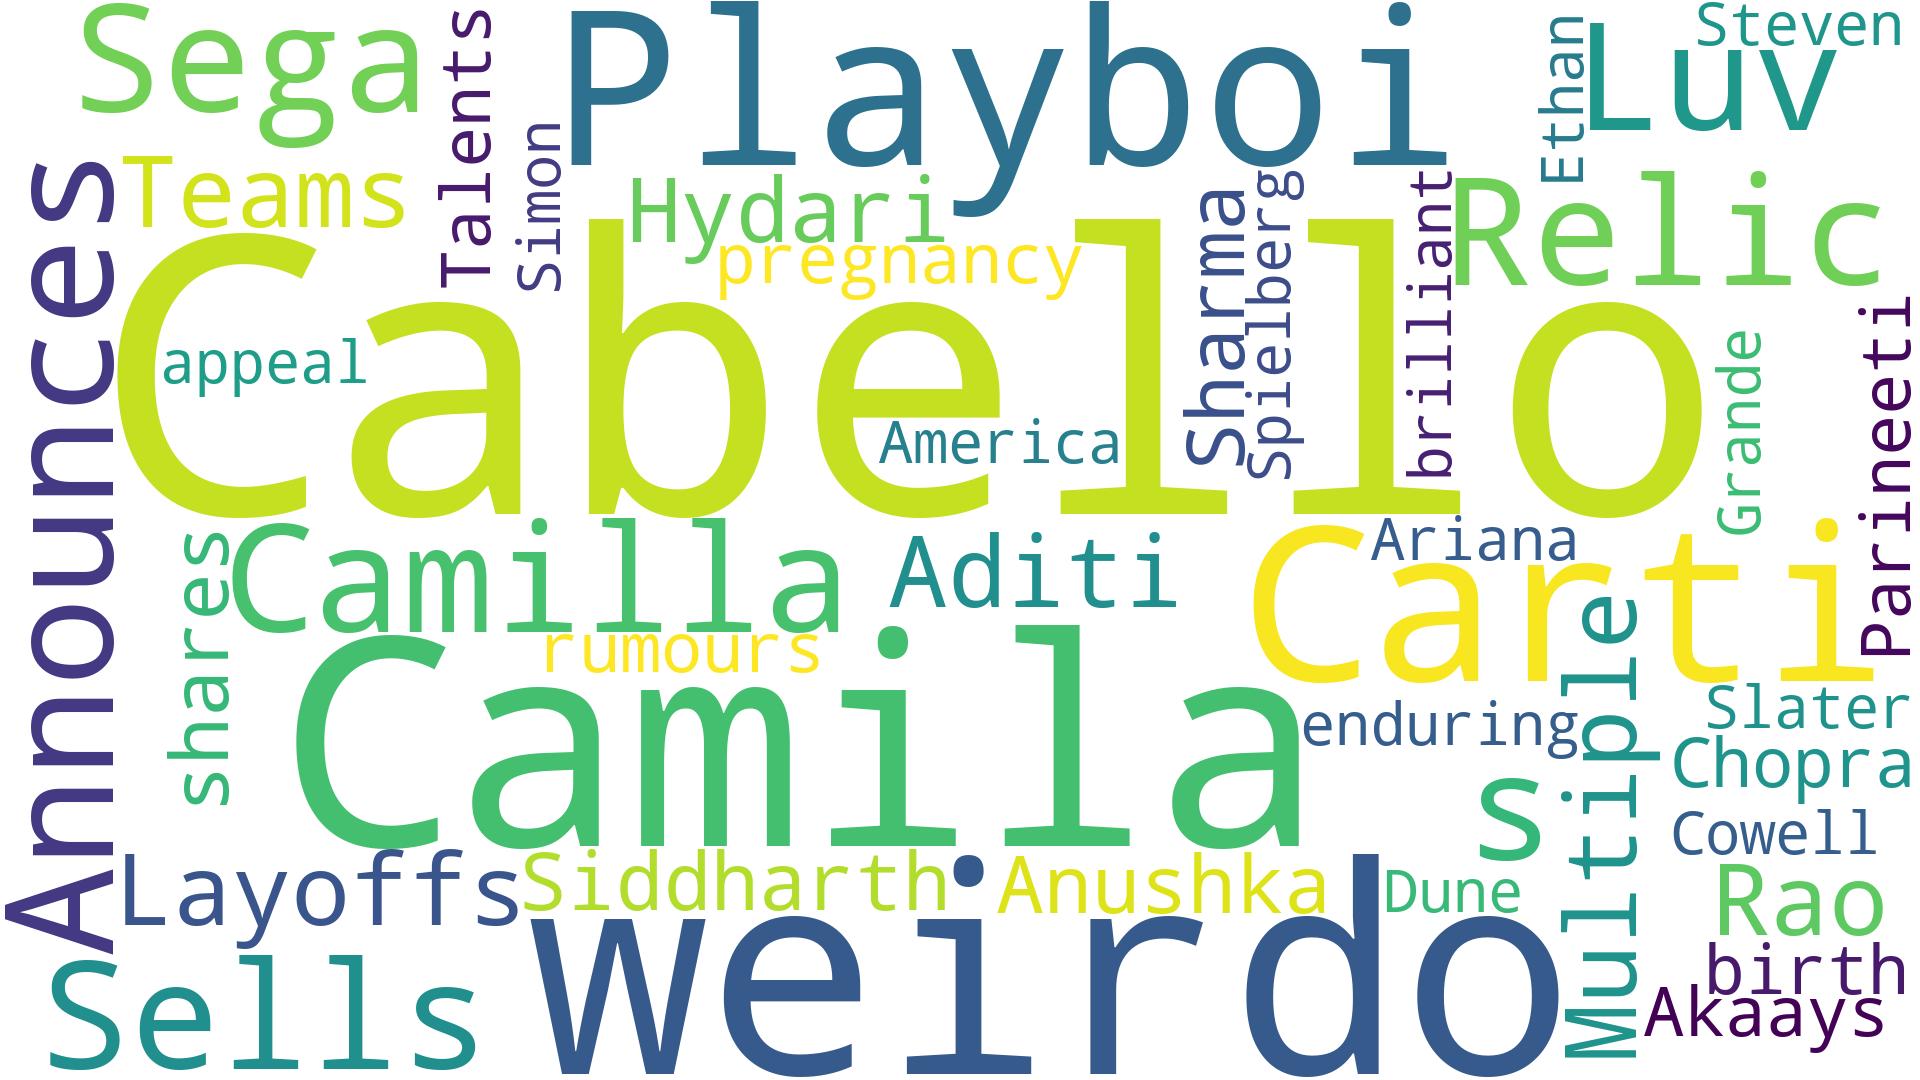 Sega
Talents
Playboi
Ethan
Luv
Steven
Teams
Simon
Hydari
pregnancy
Sharma
Spielberg
brilliant
Relic
Announces
Cabello
appeal
America
Grande
Parineeti
shares
Camilla
Aditi
Carti
Ariana
rumours
Camila
enduring
Multiple
Slater
Chopra
s
Cowell
Layoffs
Siddharth
Anushka
Dune
Rao
Sells
weirdo
birth
Akaays